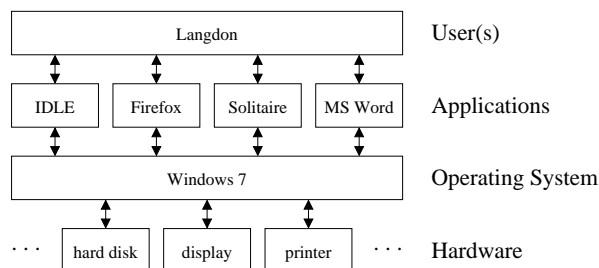 Langdon User(s)
IDLE Firefox Solitaire MS Word Applications
Windows 7 Operating System
· · · hard disk display printer · · · Hardware